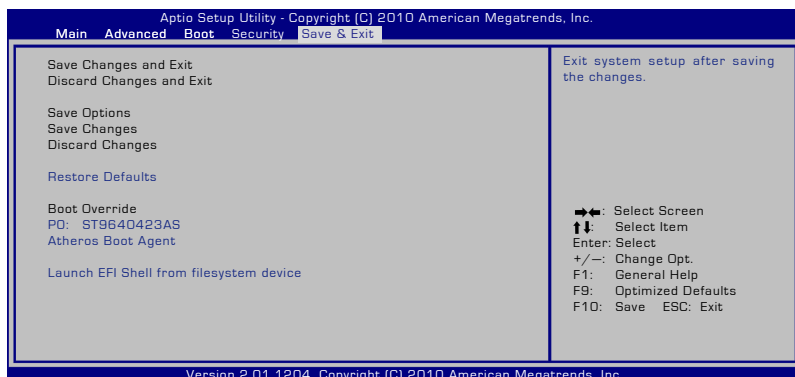 Aptio Setup Utility - Copyright (C) 2010 American Megatrends, Inc.
Main Advanced Boot Security Save & Exit
Save Changes and Exit
Discard Changes and Exit
Save Options
Save Changes
Discard Changes
Restore Defaults
Boot Override
P0: ST9640423AS
Atheros Boot Agent
Launch EFI Shell from filesystem device
Exit system setup after saving
the changes.
→←: Select Screen
↑↓: Select Item
Enter: Select
+/—: Change Opt.
F1: General Help
F9: Optimized Defaults
F10: Save ESC: Exit
Version 2.01.1204. Copyright (C) 2010 American Megatrends, Inc.